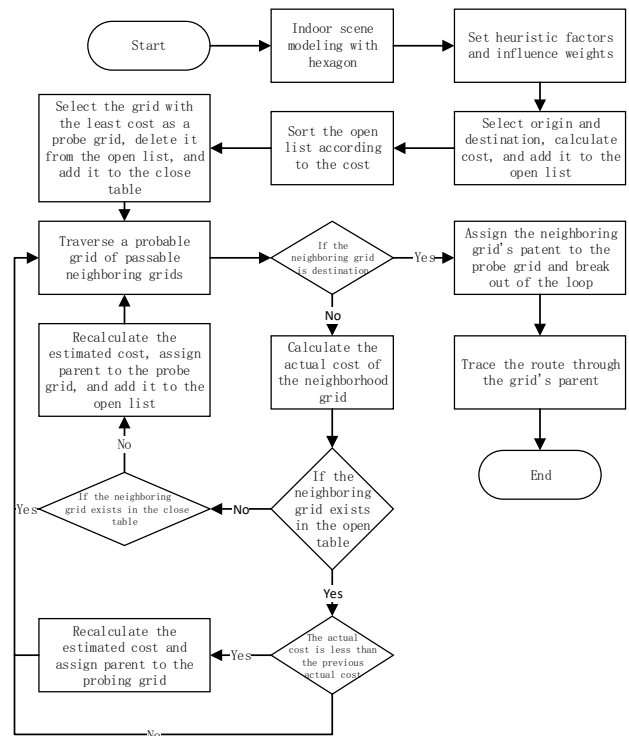 Start
Indoor scene
modeling with
hexagon
Set heuristic factors
and influence weights
Select the grid with
the least cost as a
probe grid, delete it
from the open list, and
add it to the close
table
Sort the open
list according
to the cost
Select origin and
destination, calculate
cost, and add it to the
open list
Traverse a probable
grid of passable
neighboring grids
If the
neighboring grid
is destination
Yes
Assign the neighboring
grid's patent to the
probe grid and break
out of the loop
No
Recalculate the
estimated cost, assign
parent to the probe
grid, and add it to the
open list
Calculate the
actual cost of
the neighborhood
grid
Trace the route through
the grid's parent
No
End
Yes
If the neighboring
grid exists in the close
table
No
If the
neighboring
grid exists
in the open
table
Yes
Recalculate the
estimated cost and
assign parent to the
probing grid
Yes
The actual
cost is less than
the previous
actual cost
No